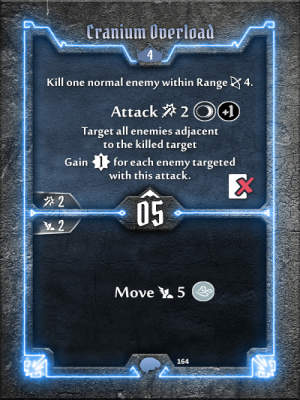 Cranium Overload
4
Kill one normal enemy within Range 4.
Attack 2 +1
Target all enemies adjacent
to the killed target
Gain 1 for each enemy targeted
with this attack.
2
05
2
Move 5
164